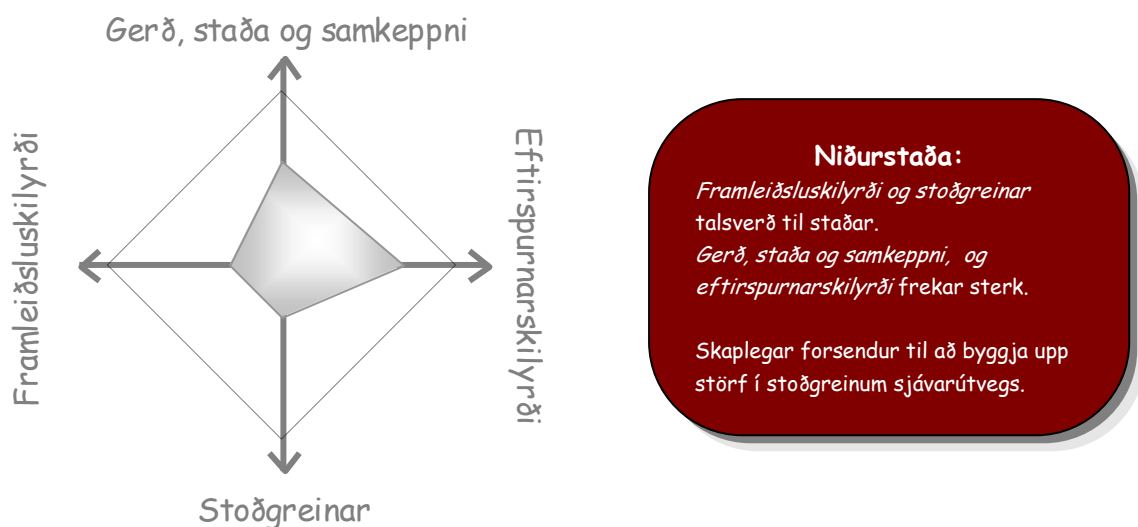 Gerð, staða og samkeppni
Framleiðsluskilyrði
Eftirspurnarskilyrði
Stoðgreinar
Niðurstaða:
Framleiðsluskilyrði og stoðgreinar
talsverð til staðar.
Gerð, staða og samkeppni, og
eftirspurnarskilyrði frekar sterk.
Skaplegar forsendur til að byggja upp
störf í stoðgreinum sjávarútvegs.